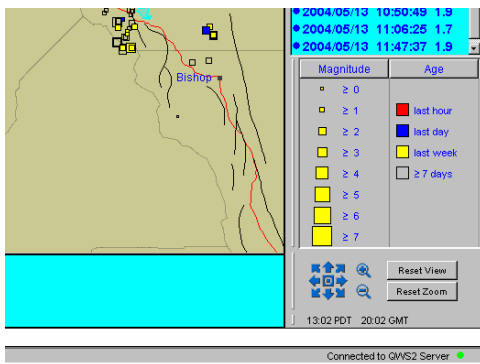 2004/05/13 10:50:49 1.9
2004/05/13 11:06:25 1.7
2004/05/13 11:47:37 1.9
Bishop
Magnitude Age
≥ 0
≥ 1 last hour
≥ 2 last day
≥ 3 last week
≥ 4 ≥ 7 days
≥ 5
≥ 6
≥ 7
Reset View
Reset Zoom
13:02 PDT 20:02 GMT
Connected to QWS2 Server